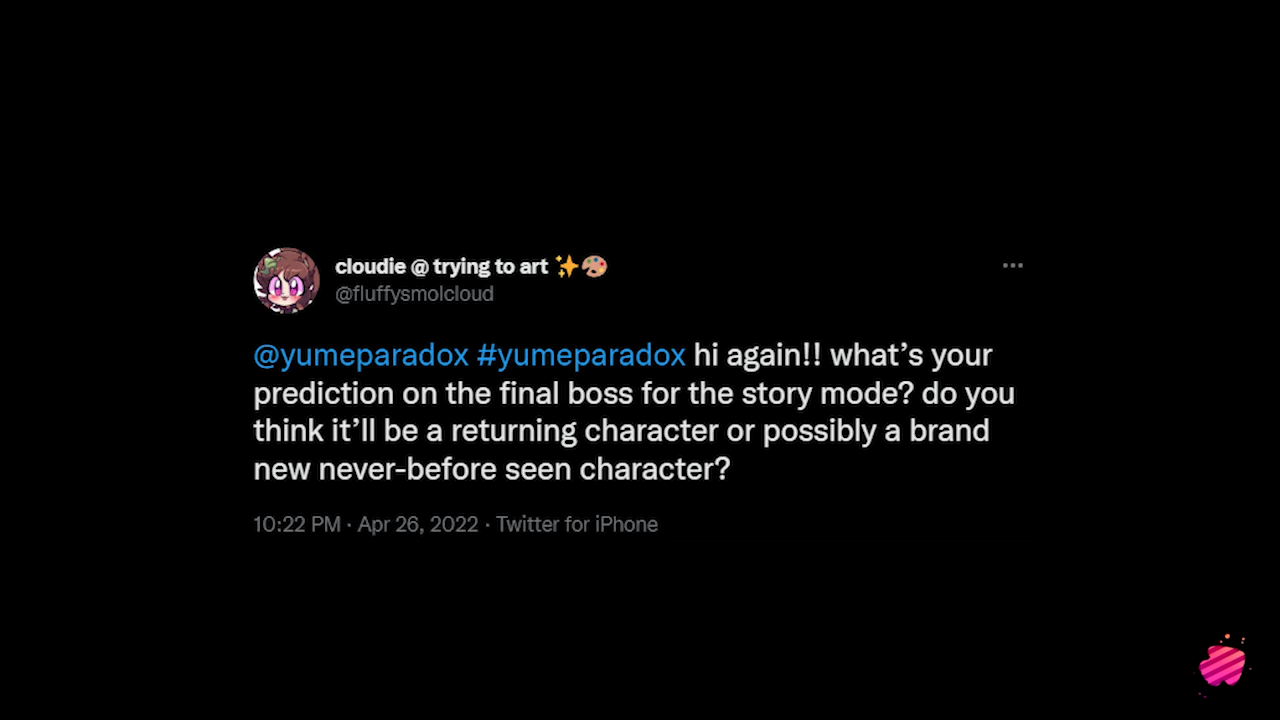 cloudie @ trying to art ✨🎨
@fluffysmolcloud
@yumeparadox #yumeparadox hi again!! what’s your
prediction on the final boss for the story mode? do you
think it’ll be a returning character or possibly a brand
new never-before seen character?
10:22 PM · Apr 26, 2022 · Twitter for iPhone